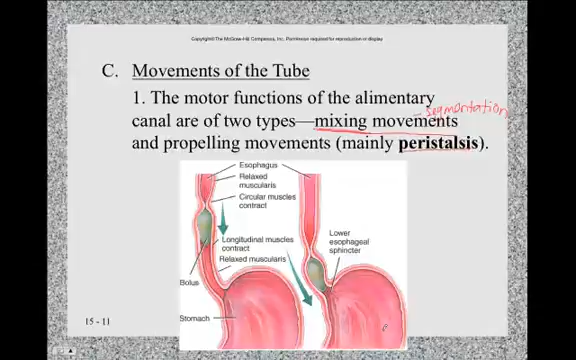 Copyright©The McGraw-Hill Companies, Inc. Permission required for reproduction or display
C. Movements of the Tube
1. The motor functions of the alimentary
canal are of two types—mixing movements
-segmentation
and propelling movements (mainly peristalsis).
Esophagus
Relaxed
muscularis
Circular muscles
contract
Longitudinal muscles
contract
Relaxed muscularis
Bolus
Stomach
Lower
esophageal
sphincter
15 - 11